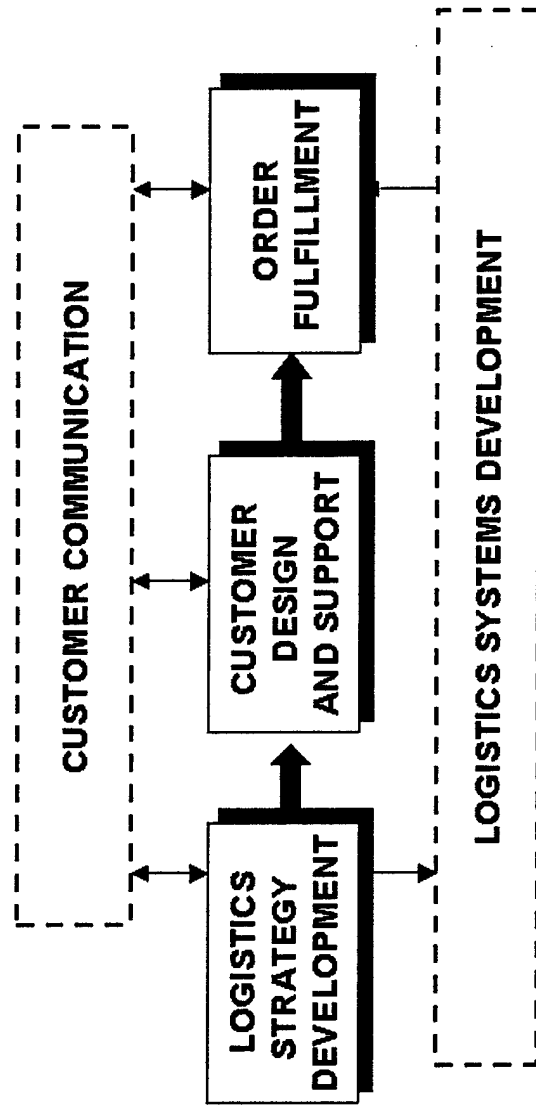 CUSTOMER COMMUNICATION
LOGISTICS
STRATEGY
DEVELOPMENT
CUSTOMER
DESIGN
AND SUPPORT
ORDER
FULFILLMENT
LOGISTICS SYSTEMS DEVELOPMENT